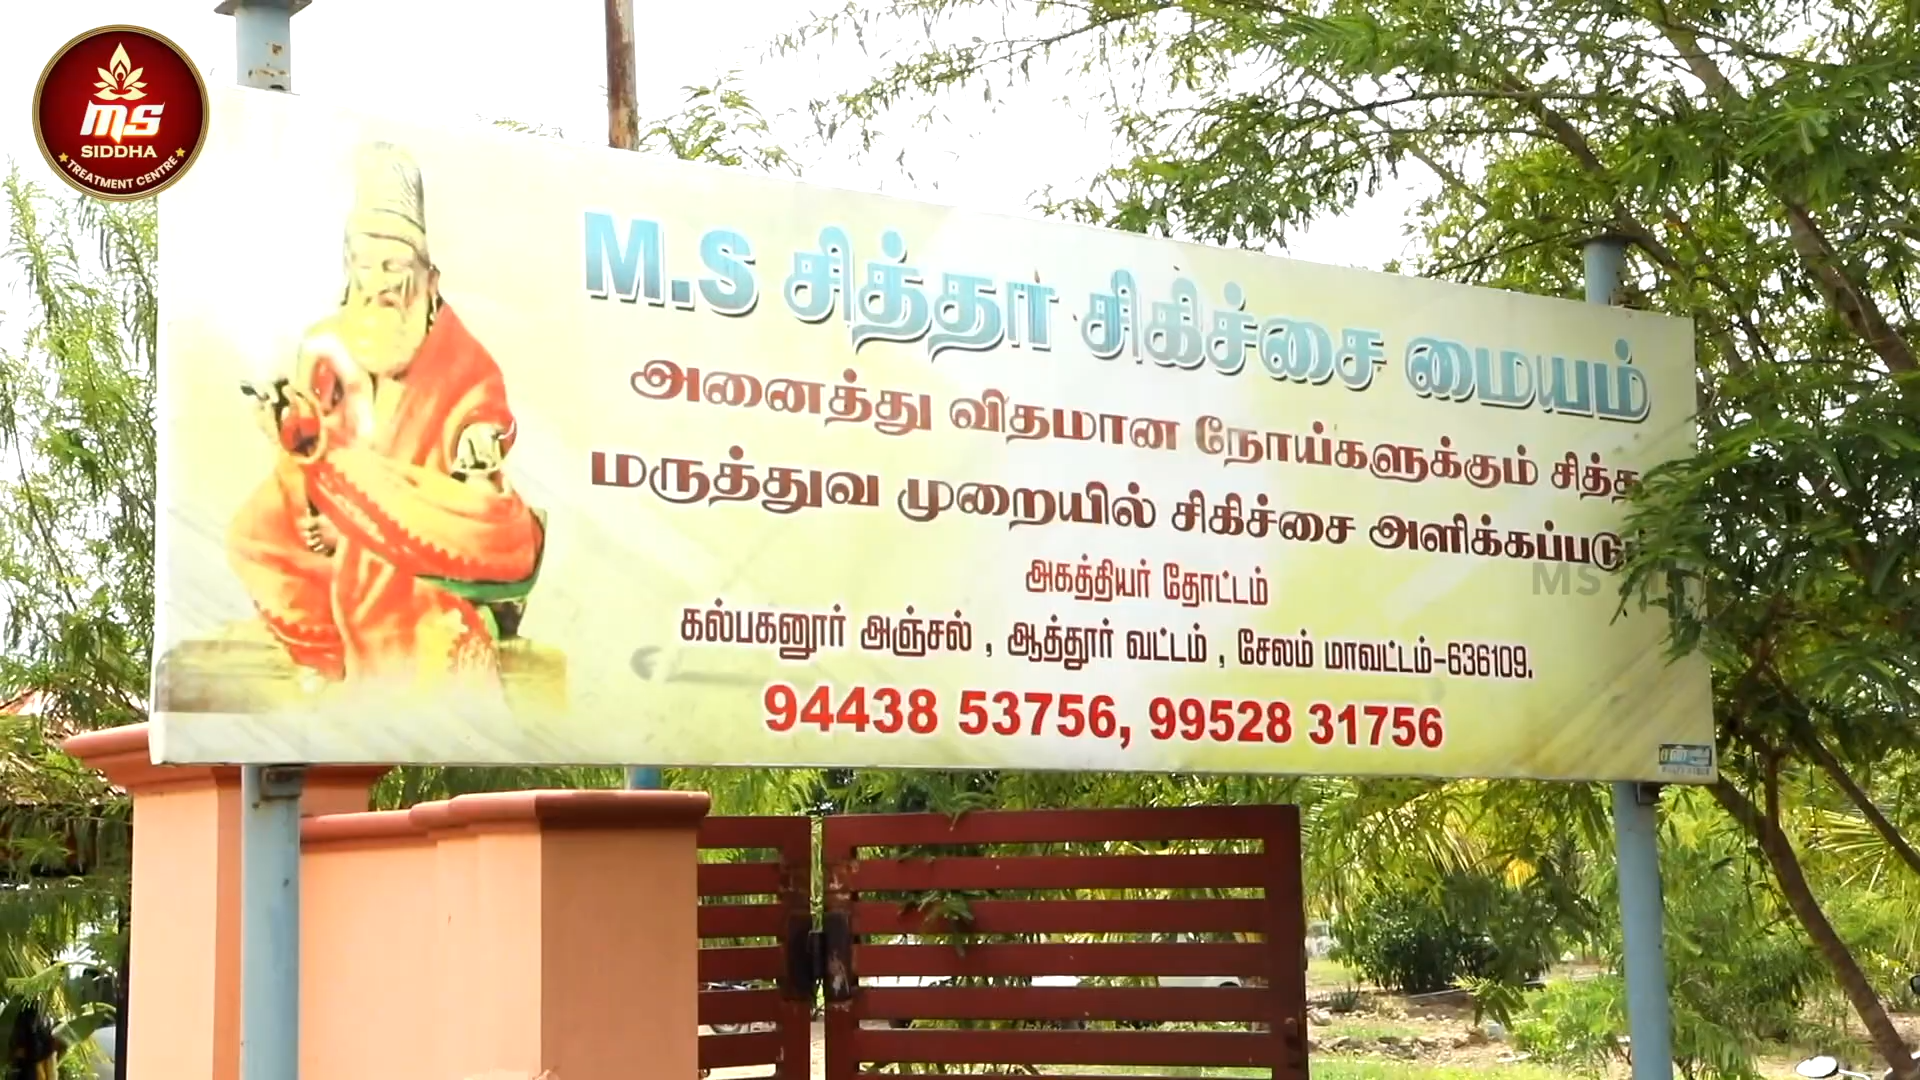 MS
SIDDHA
TREATMENT CENTRE
M.S சித்தர் சிகிச்சை மையம்
அனைத்து விதமான நோய்களுக்கும் சித்த
மருத்துவ முறையில் சிகிச்சை
அகத்தியர் தோட்டம்
கல்பகனூர் அஞ்சல் , ஆத்தூர் வட்டம் , சேலம் மாவட்டம்-636109.
94438 53756, 99528 31756
MS